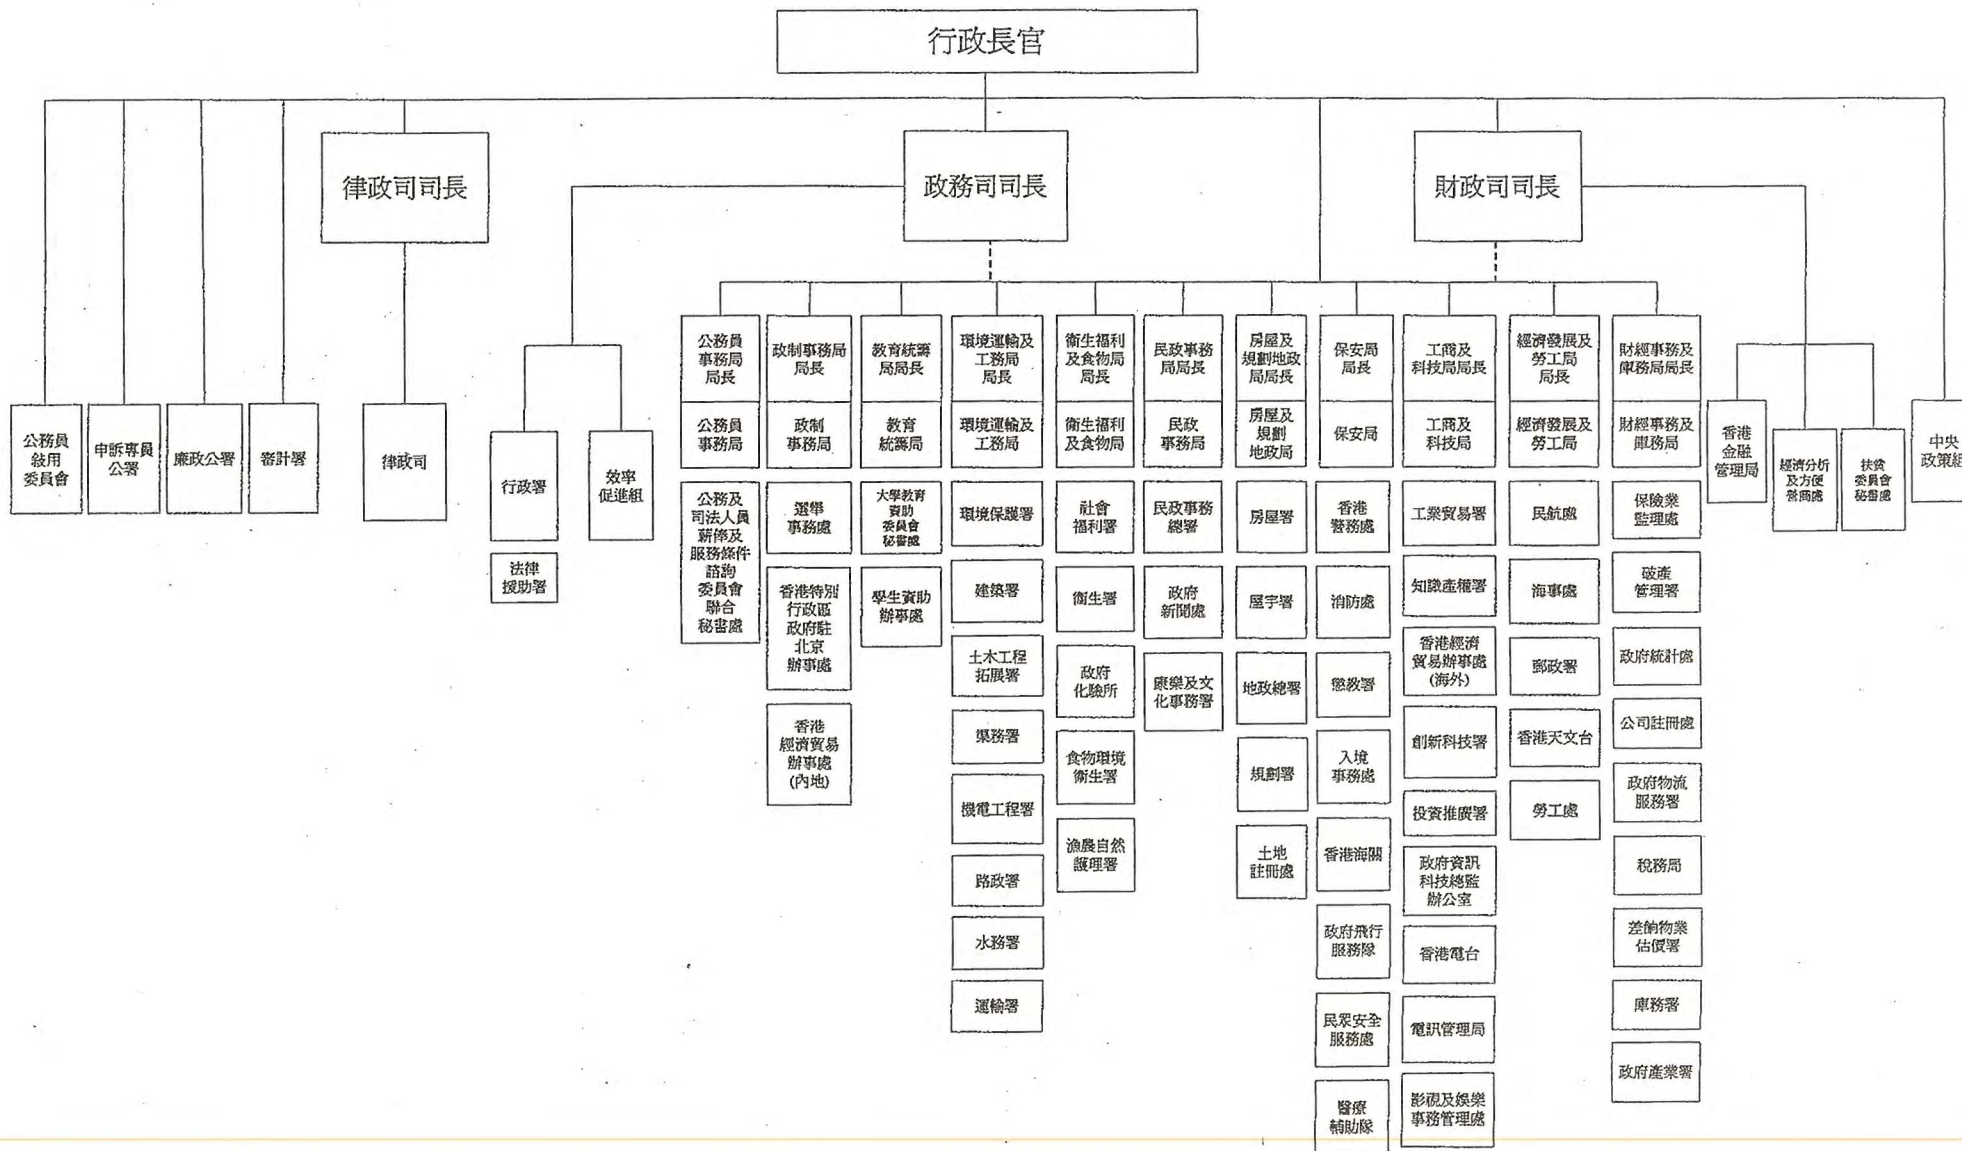 行政長官
律政司司長
政務司司長
財政司司長
公務員
敍用
委員會
申訴專員
公署
廉政公署
審計署
律政司
行政署
法律
援助署
效率
促進組
公務員
事務局
局長
公務員
事務局
公務及
司法人員
薪俸及
服務條件
諮詢
委員會
聯合
秘書處
政制事務局
局長
政制
事務局
選舉
事務處
香港特別
行政區
政府駐
北京
辦事處
香港
經濟貿易
辦事處
(內地)
教育統籌
局局長
教育
統籌局
大學教育
資助
委員會
秘書處
學生資助
辦事處
環境運輸及
工務局
局長
環境運輸及
工務局
環境保護署
建築署
土木工程
拓展署
渠務署
機電工程署
路政署
水務署
運輸署
衞生福利
及食物局
局長
衞生福利
及食物局
社會
福利署
衞生署
政府
化驗所
食物環境
衞生署
漁農自然
護理署
民政事務
局局長
民政
事務局
民政事務
總署
政府
新聞處
康樂及文
化事務署
房屋及
規劃地政
局局長
房屋及
規劃
地政局
房屋署
屋宇署
地政總署
規劃署
土地
註冊處
保安局
局長
保安局
香港
警務處
消防處
懲教署
入境
事務處
香港海關
政府飛行
服務隊
民眾安全
服務處
醫療
輔助隊
工商及
科技局局長
工商及
科技局
工業貿易署
知識產權署
香港經濟
貿易辦事處
(海外)
創新科技署
投資推廣署
政府資訊
科技總監
辦公室
香港電台
電訊管理局
影視及娛樂
事務管理處
經濟發展及
勞工局
局長
經濟發展及
勞工局
民航處
海事處
郵政署
香港天文台
勞工處
財經事務及
庫務局局長
財經事務及
庫務局
保險業
監理處
破產
管理署
政府統計處
公司註冊處
政府物流
服務署
稅務局
差餉物業
估價署
庫務署
政府產業署
香港
金融
管理局
經濟分析
及方便
營商處
扶貧
委員會
秘書處
中央
政策組